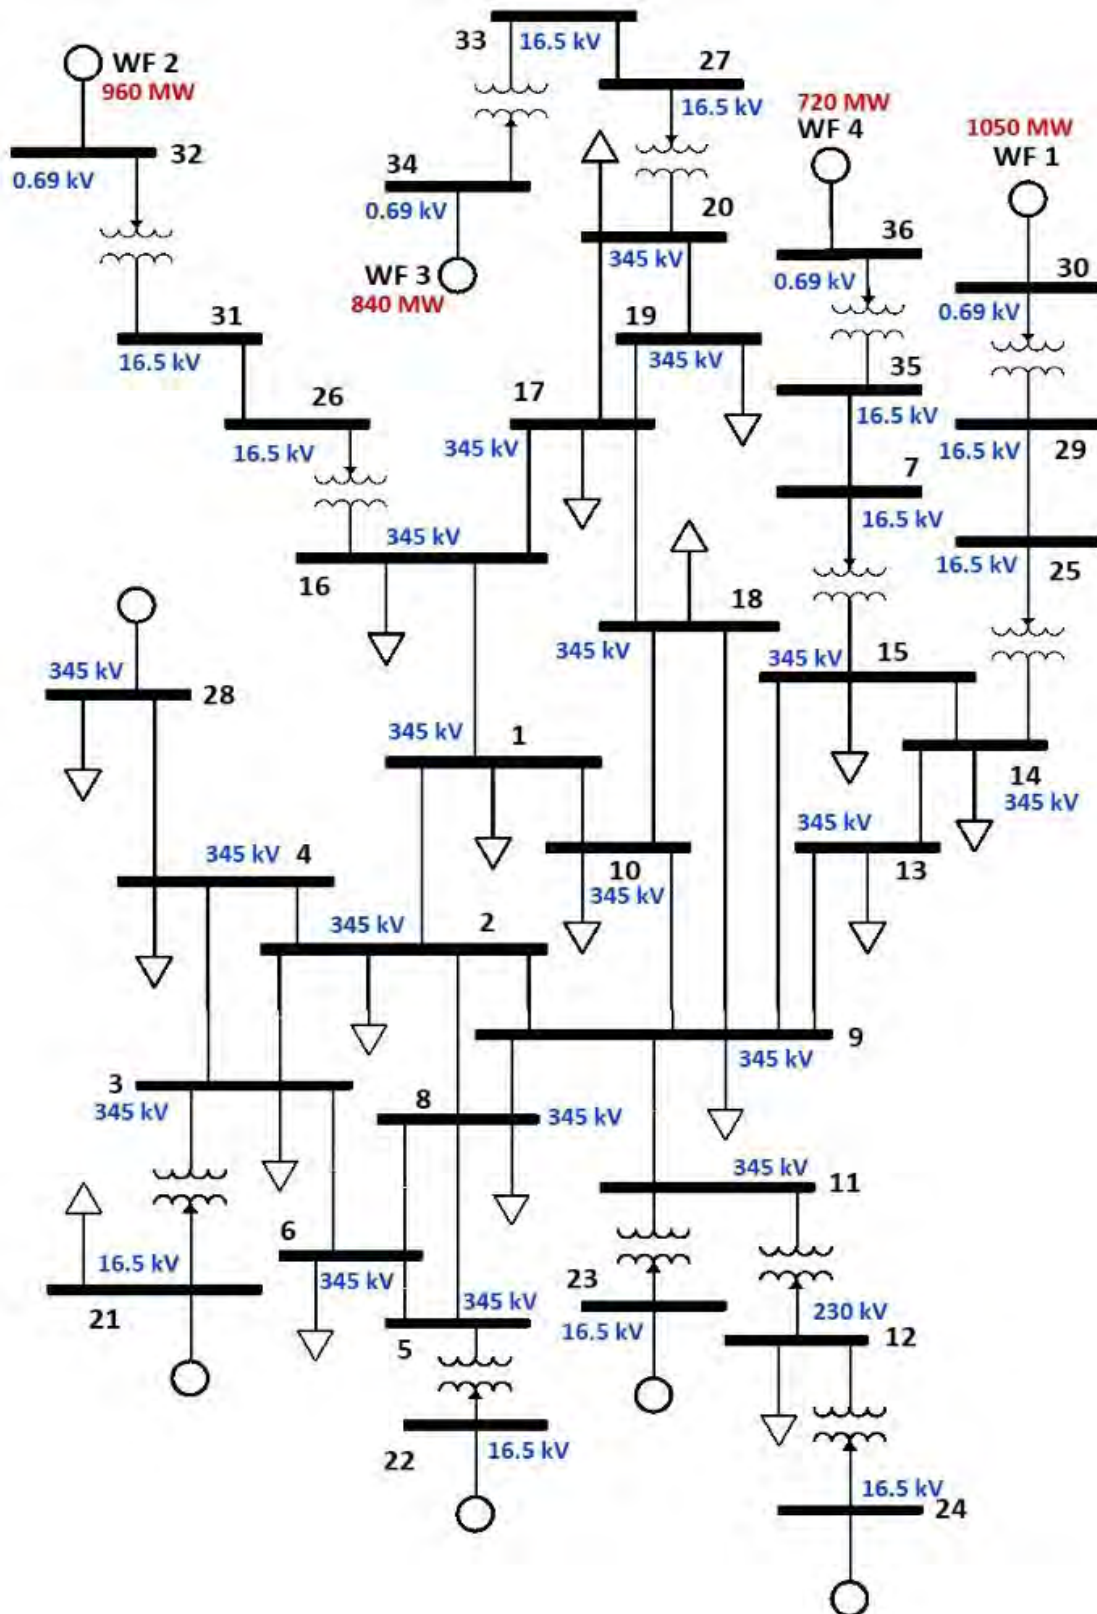 33
16.5 kV
27
16.5 kV
WF 2
960 MW
32
0.69 kV
34
0.69 kV
WF 3
840 MW
20
345 kV
720 MW
WF 4
1050 MW
WF 1
36
0.69 kV
30
0.69 kV
31
16.5 kV
19
345 kV
35
16.5 kV
26
16.5 kV
17
345 kV
29
16.5 kV
7
16.5 kV
25
16.5 kV
345 kV
16
18
345 kV
15
345 kV
345 kV
28
345 kV
1
14
345 kV
345 kV
4
10
345 kV
345 kV
13
345 kV
2
9
345 kV
3
345 kV
8
345 kV
345 kV
11
6
345 kV
16.5 kV
21
23
16.5 kV
345 kV
5
230 kV
12
22
16.5 kV
16.5 kV
24